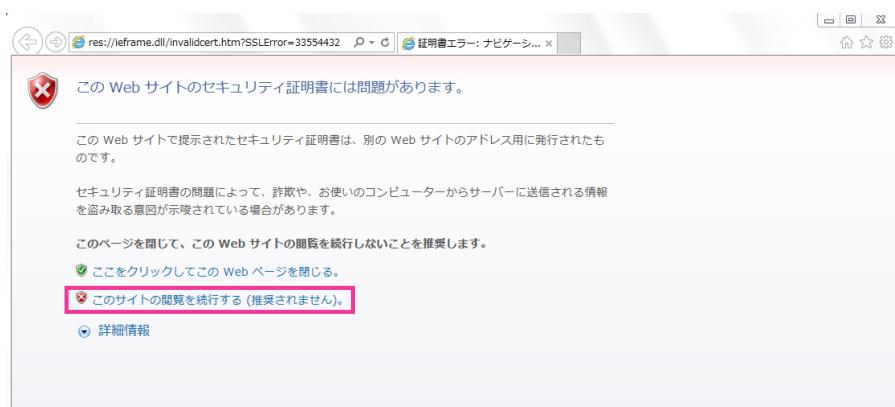 res://ieframe.dll/invalidcert.htm?SSLError=33554432
証明書エラー: ナビゲーシ...
この Web サイトのセキュリティ証明書には問題があります。
この Web サイトで提示されたセキュリティ証明書は、別の Web サイトのアドレス用に発行されたも
のです。
セキュリティ証明書の問題によって、詐欺や、お使いのコンピューターからサーバーに送信される情報
を盗み取る意図が示唆されている場合があります。
このページを閉じて、この Web サイトの閲覧を続行しないことを推奨します。
ここをクリックしてこの Web ページを閉じる。
このサイトの閲覧を続行する (推奨されません)。
詳細情報